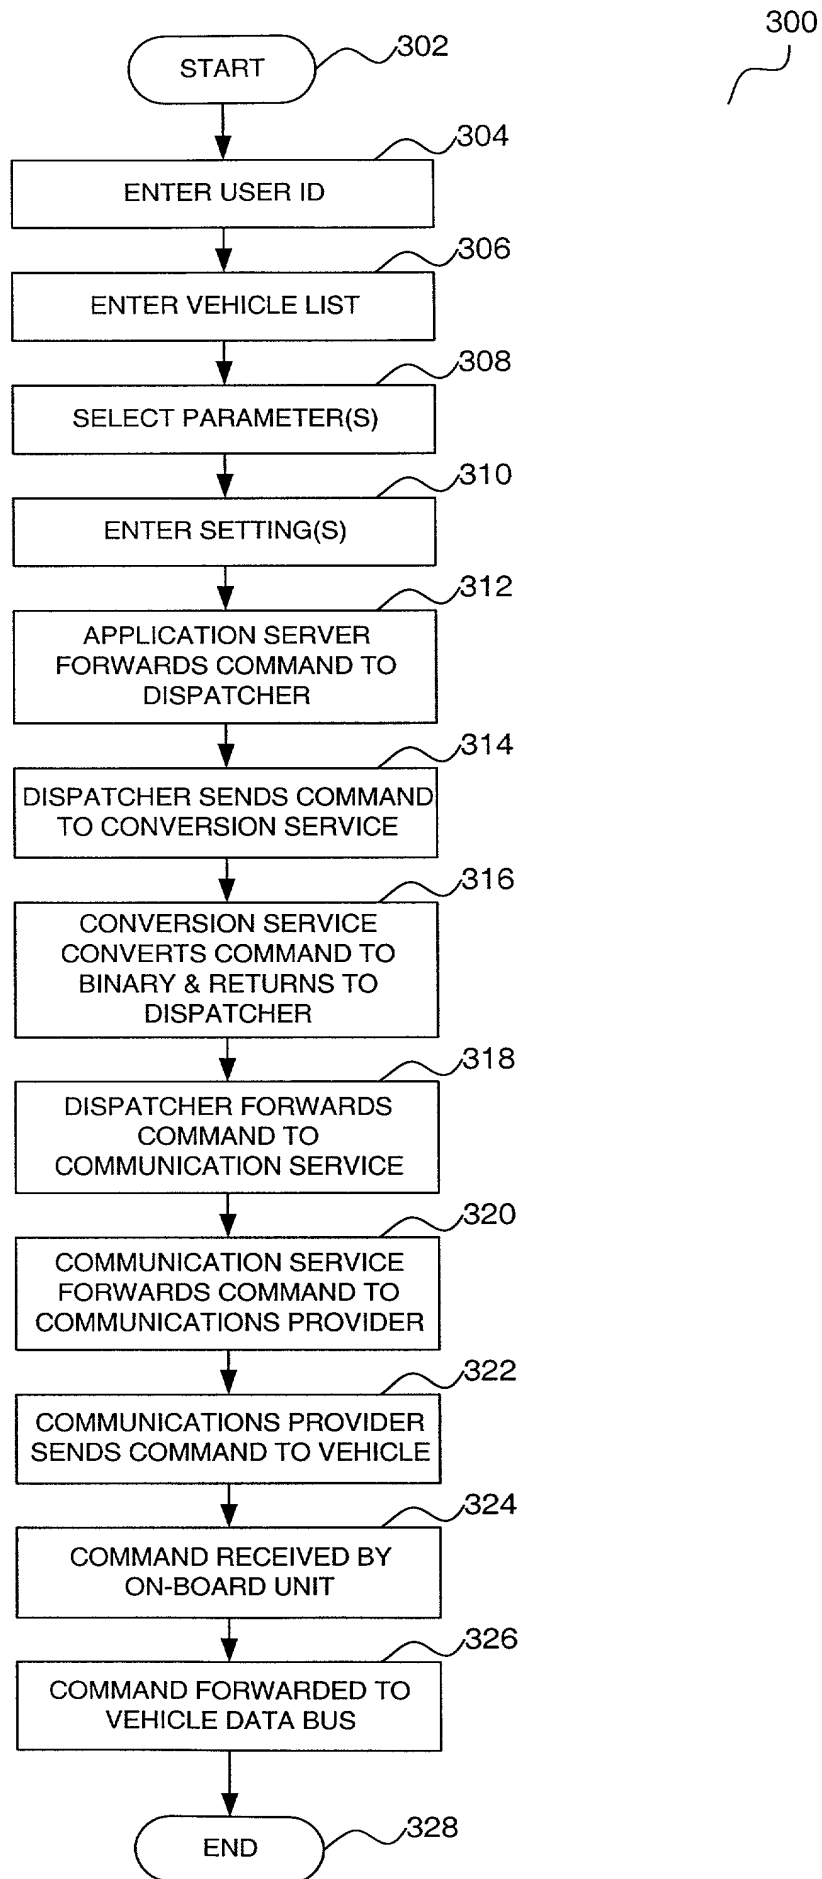 300
START
302
304
ENTER USER ID
306
ENTER VEHICLE LIST
308
SELECT PARAMETER(S)
310
ENTER SETTING(S)
312
APPLICATION SERVER
FORWARDS COMMAND TO
DISPATCHER
314
DISPATCHER SENDS COMMAND
TO CONVERSION SERVICE
316
CONVERSION SERVICE
CONVERTS COMMAND TO
BINARY & RETURNS TO
DISPATCHER
318
DISPATCHER FORWARDS
COMMAND TO
COMMUNICATION SERVICE
320
COMMUNICATION SERVICE
FORWARDS COMMAND TO
COMMUNICATIONS PROVIDER
322
COMMUNICATIONS PROVIDER
SENDS COMMAND TO VEHICLE
324
COMMAND RECEIVED BY
ON-BOARD UNIT
326
COMMAND FORWARDED TO
VEHICLE DATA BUS
END
328